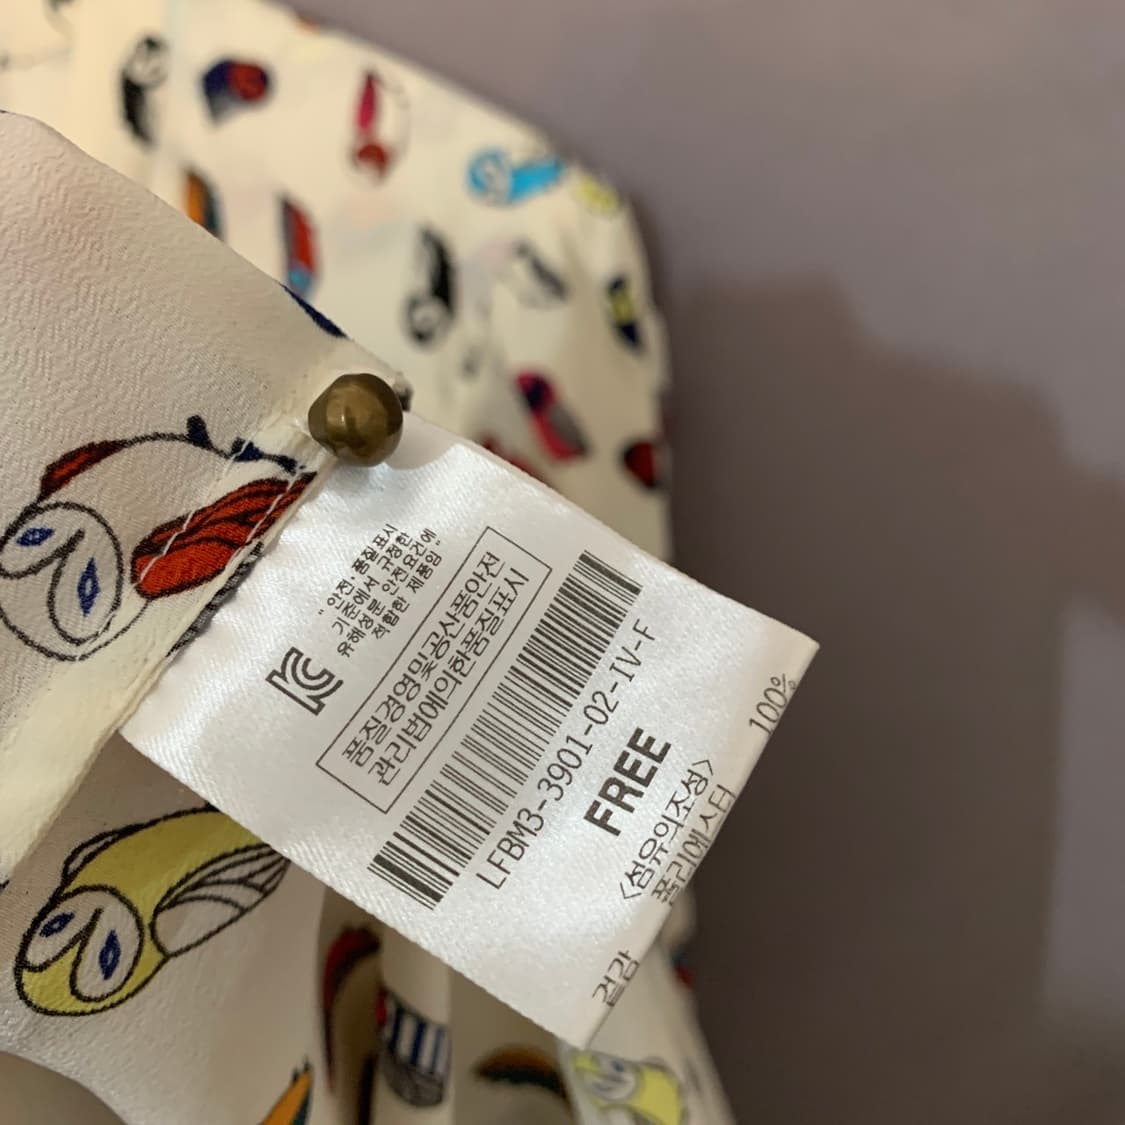 "안전·품질표시
기준에서 규정한
유해성분 안전요건에
적합한 제품임"
품질경영및공산품안전
관리법에의한품질표시
LFBM3-3901-02-IV-F
FREE
<섬유의조성>
겉감 폴리에스터 100%